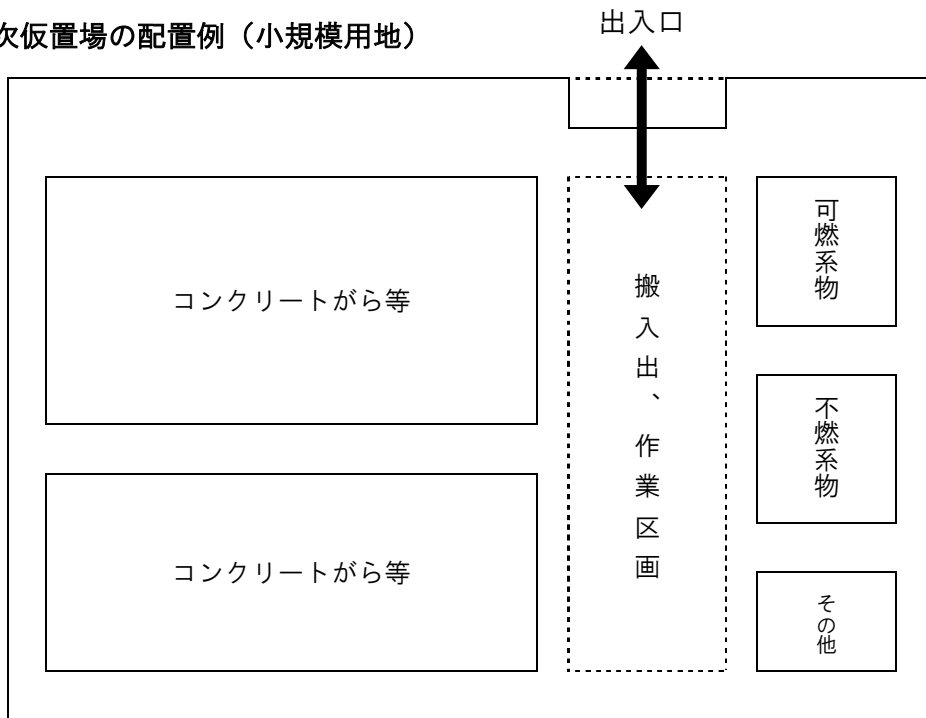 次仮置場の配置例（小規模用地）
出入口
コンクリートがら等
コンクリートがら等
搬入出、作業区画
可燃系物
不燃系物
その他